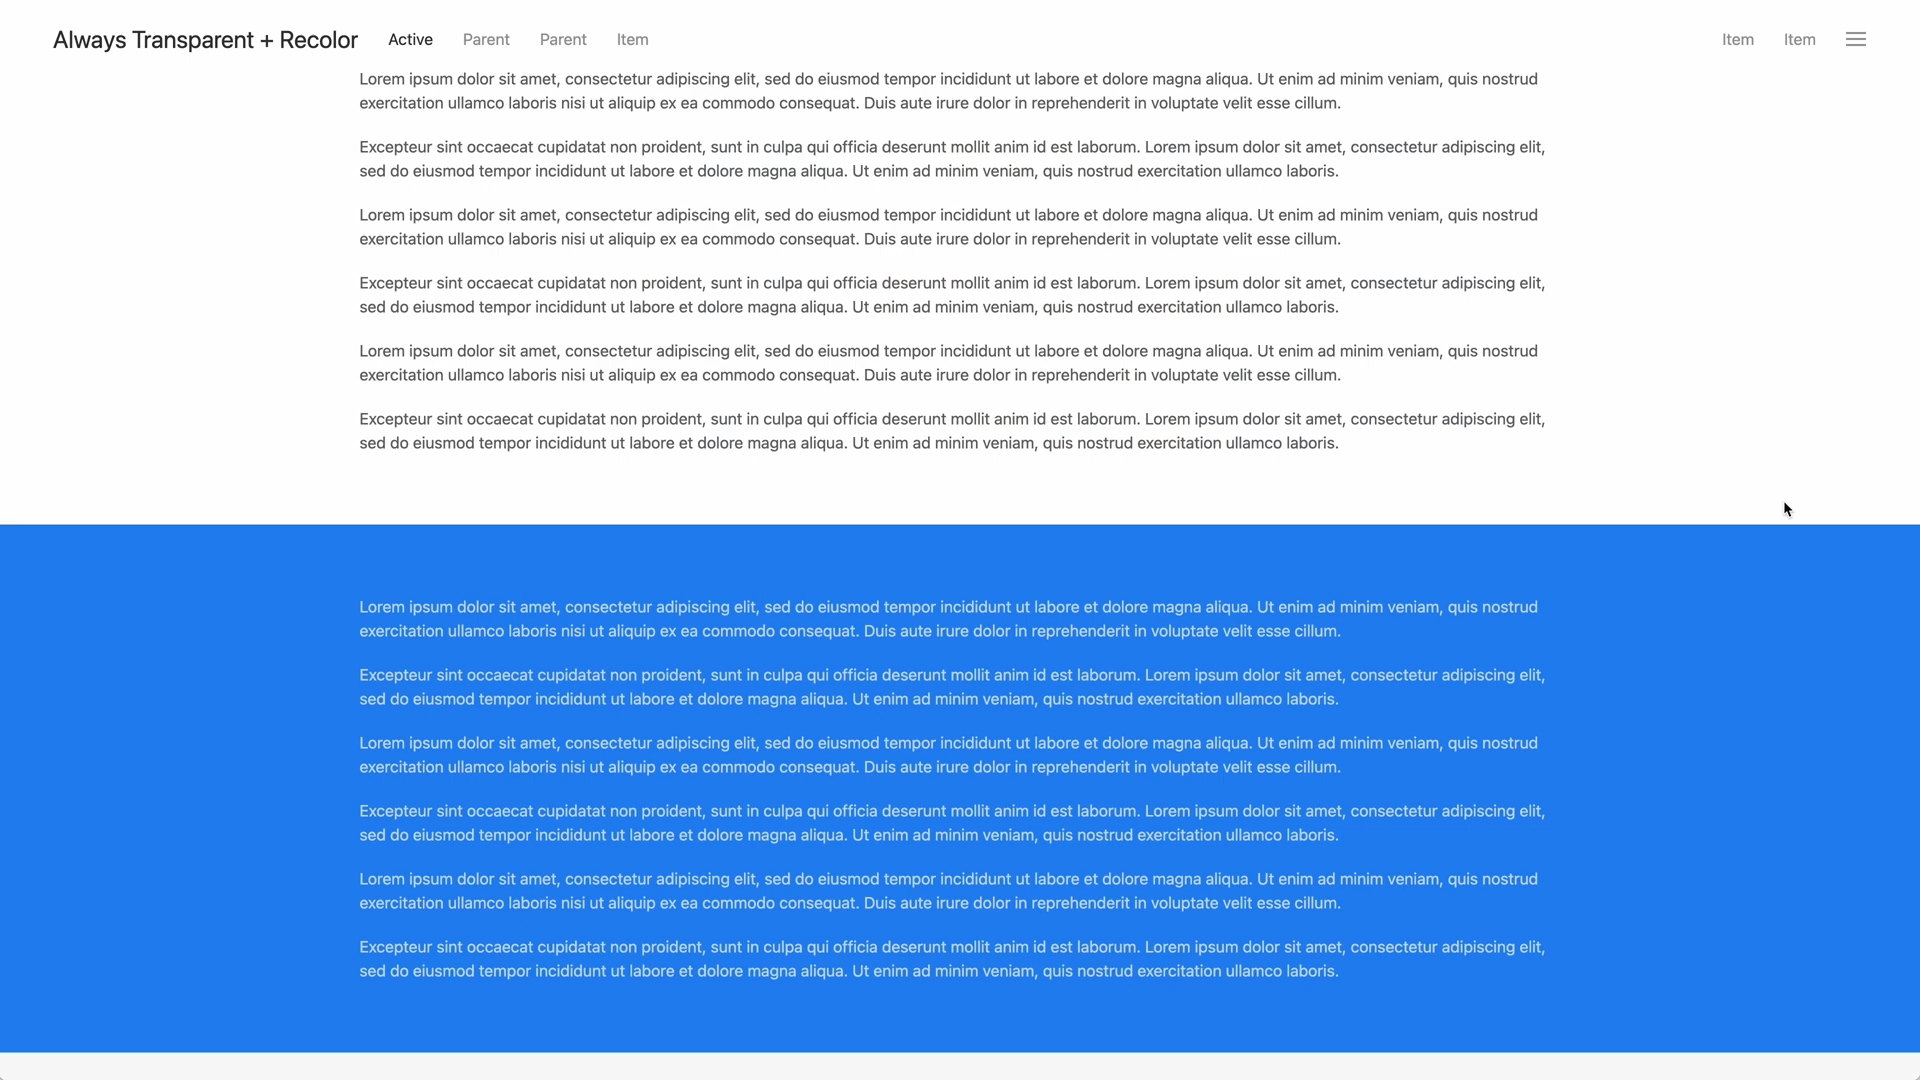 Always Transparent + Recolor Active Parent Parent Item Item Item
Lorem ipsum dolor sit amet, consectetur adipiscing elit, sed do eiusmod tempor incididunt ut labore et dolore magna aliqua. Ut enim ad minim veniam, quis nostrud
exercitation ullamco laboris nisi ut aliquip ex ea commodo consequat. Duis aute irure dolor in reprehenderit in voluptate velit esse cillum.
Excepteur sint occaecat cupidatat non proident, sunt in culpa qui officia deserunt mollit anim id est laborum. Lorem ipsum dolor sit amet, consectetur adipiscing elit,
sed do eiusmod tempor incididunt ut labore et dolore magna aliqua. Ut enim ad minim veniam, quis nostrud exercitation ullamco laboris.
Lorem ipsum dolor sit amet, consectetur adipiscing elit, sed do eiusmod tempor incididunt ut labore et dolore magna aliqua. Ut enim ad minim veniam, quis nostrud
exercitation ullamco laboris nisi ut aliquip ex ea commodo consequat. Duis aute irure dolor in reprehenderit in voluptate velit esse cillum.
Excepteur sint occaecat cupidatat non proident, sunt in culpa qui officia deserunt mollit anim id est laborum. Lorem ipsum dolor sit amet, consectetur adipiscing elit,
sed do eiusmod tempor incididunt ut labore et dolore magna aliqua. Ut enim ad minim veniam, quis nostrud exercitation ullamco laboris.
Lorem ipsum dolor sit amet, consectetur adipiscing elit, sed do eiusmod tempor incididunt ut labore et dolore magna aliqua. Ut enim ad minim veniam, quis nostrud
exercitation ullamco laboris nisi ut aliquip ex ea commodo consequat. Duis aute irure dolor in reprehenderit in voluptate velit esse cillum.
Excepteur sint occaecat cupidatat non proident, sunt in culpa qui officia deserunt mollit anim id est laborum. Lorem ipsum dolor sit amet, consectetur adipiscing elit,
sed do eiusmod tempor incididunt ut labore et dolore magna aliqua. Ut enim ad minim veniam, quis nostrud exercitation ullamco laboris.
Lorem ipsum dolor sit amet, consectetur adipiscing elit, sed do eiusmod tempor incididunt ut labore et dolore magna aliqua. Ut enim ad minim veniam, quis nostrud
exercitation ullamco laboris nisi ut aliquip ex ea commodo consequat. Duis aute irure dolor in reprehenderit in voluptate velit esse cillum.
Excepteur sint occaecat cupidatat non proident, sunt in culpa qui officia deserunt mollit anim id est laborum. Lorem ipsum dolor sit amet, consectetur adipiscing elit,
sed do eiusmod tempor incididunt ut labore et dolore magna aliqua. Ut enim ad minim veniam, quis nostrud exercitation ullamco laboris.
Lorem ipsum dolor sit amet, consectetur adipiscing elit, sed do eiusmod tempor incididunt ut labore et dolore magna aliqua. Ut enim ad minim veniam, quis nostrud
exercitation ullamco laboris nisi ut aliquip ex ea commodo consequat. Duis aute irure dolor in reprehenderit in voluptate velit esse cillum.
Excepteur sint occaecat cupidatat non proident, sunt in culpa qui officia deserunt mollit anim id est laborum. Lorem ipsum dolor sit amet, consectetur adipiscing elit,
sed do eiusmod tempor incididunt ut labore et dolore magna aliqua. Ut enim ad minim veniam, quis nostrud exercitation ullamco laboris.
Lorem ipsum dolor sit amet, consectetur adipiscing elit, sed do eiusmod tempor incididunt ut labore et dolore magna aliqua. Ut enim ad minim veniam, quis nostrud
exercitation ullamco laboris nisi ut aliquip ex ea commodo consequat. Duis aute irure dolor in reprehenderit in voluptate velit esse cillum.
Excepteur sint occaecat cupidatat non proident, sunt in culpa qui officia deserunt mollit anim id est laborum. Lorem ipsum dolor sit amet, consectetur adipiscing elit,
sed do eiusmod tempor incididunt ut labore et dolore magna aliqua. Ut enim ad minim veniam, quis nostrud exercitation ullamco laboris.